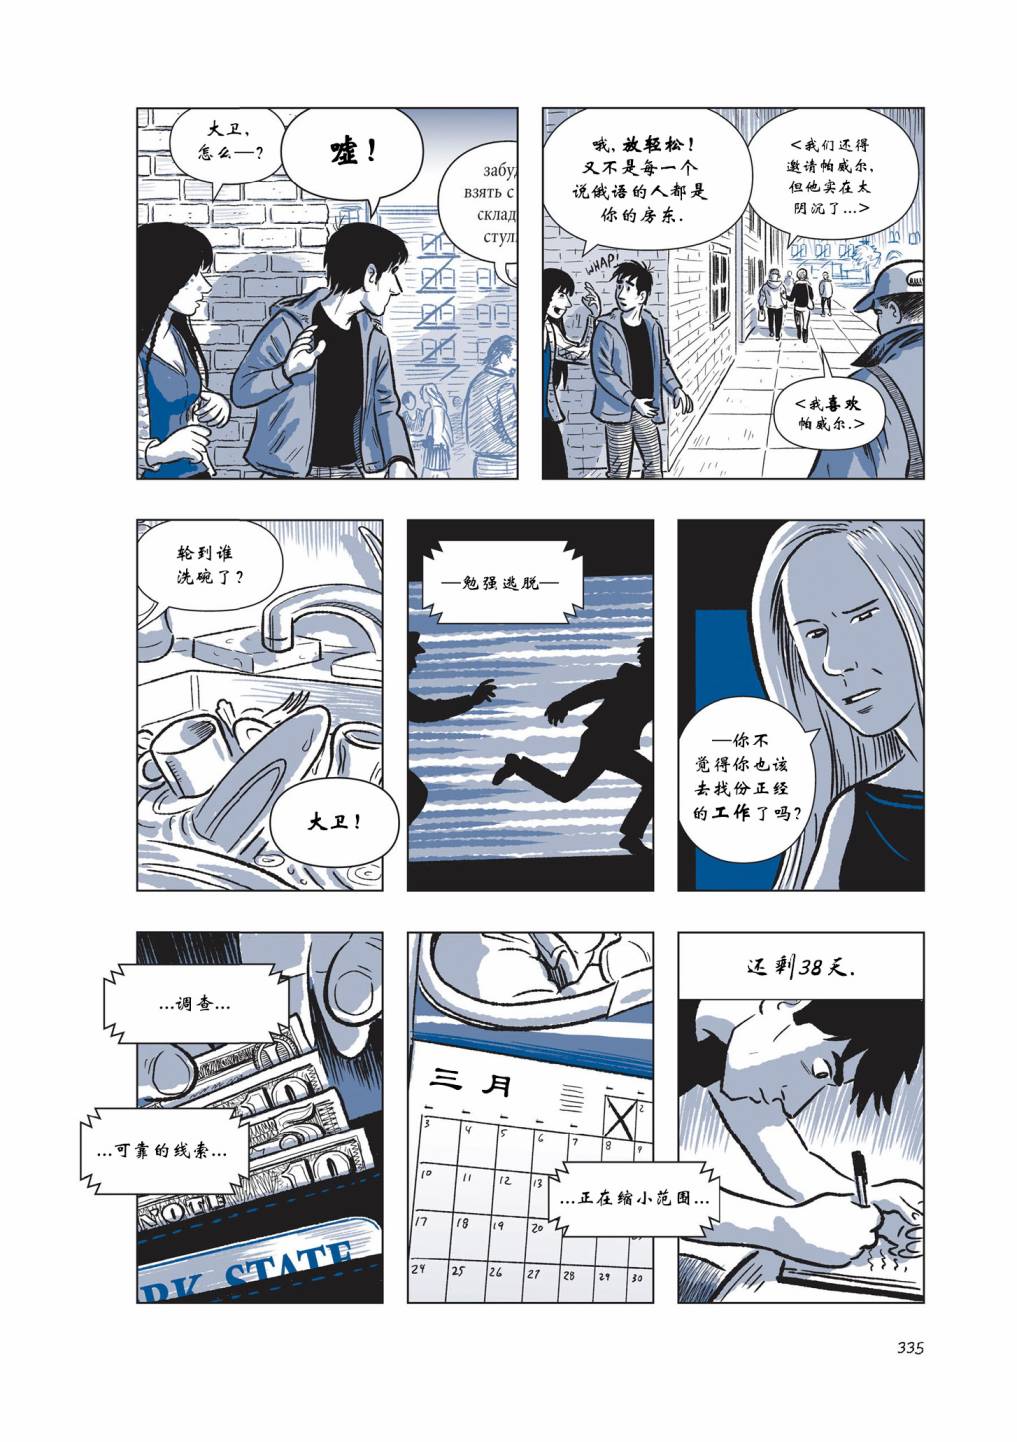 大卫，
怎么—？
嘘！
забуд
взять с
склад
стул
哦，放轻松！
又不是每一个
说俄语的人都是
你的房东．
WHAP!
<我们还得
邀请帕威尔，
但他实在太
阴沉了…>
<我喜欢
帕威尔．>
轮到谁
洗碗了？
大卫！
—勉强逃脱—
—你不
觉得你也该
去找份正经
的工作了吗？
…调查…
…可靠的线索…
10
5
10
NOTE
RK STATE
三月
2
3 4 5 6 7 8 9
10 11 12 13
…正在缩小范围…
17 18 19 20
24 25 26 27 28 29 30
还剩38天．
335